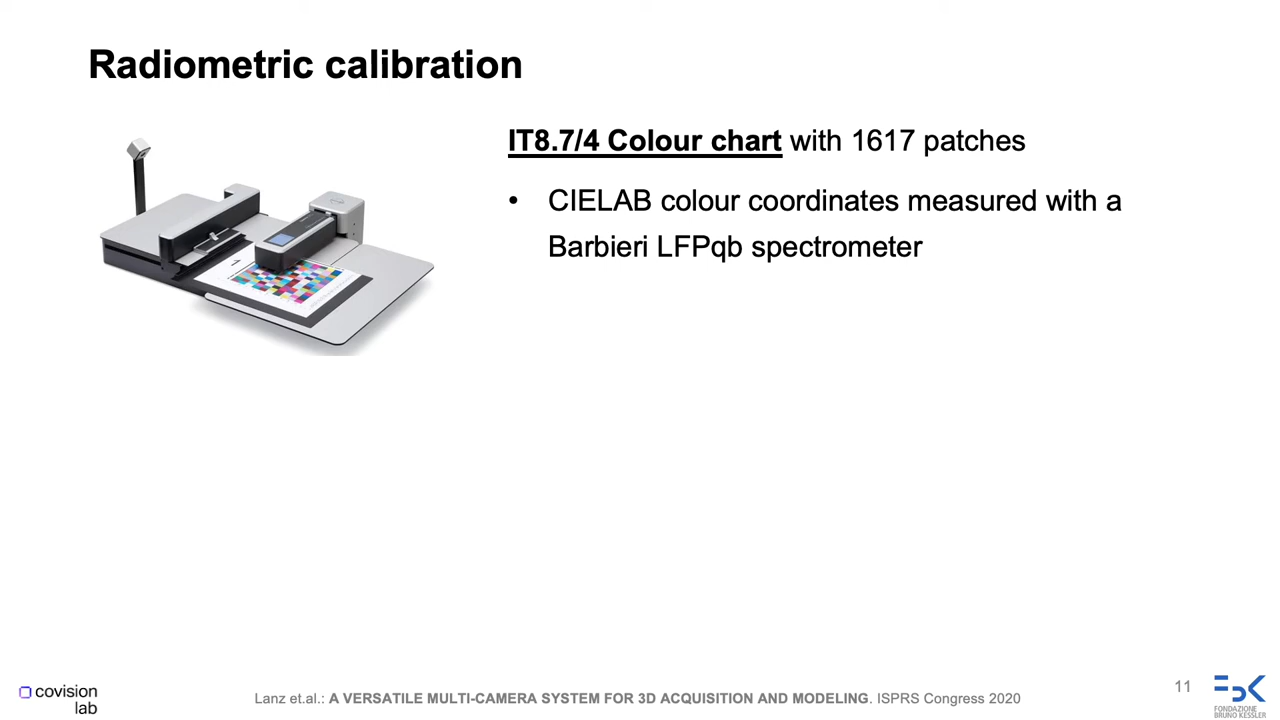 Radiometric calibration
IT8.7/4 Colour chart with 1617 patches
• CIELAB colour coordinates measured with a
Barbieri LFPqb spectrometer
covision
lab
Lanz et.al.: A VERSATILE MULTI-CAMERA SYSTEM FOR 3D ACQUISITION AND MODELING. ISPRS Congress 2020
11
FBK
FONDAZIONE
BRUNO KESSLER